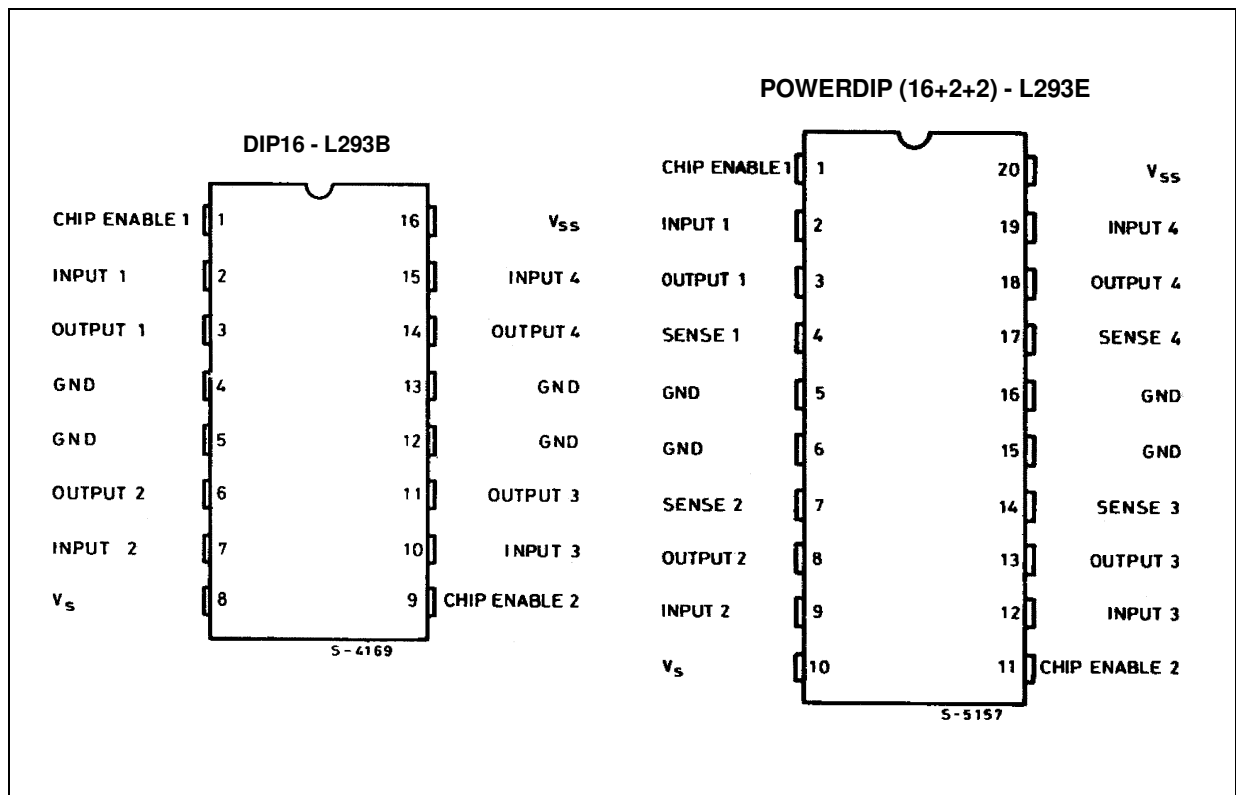 DIP16 - L293B
CHIP ENABLE 1 1 16 Vss
INPUT 1 2 15 INPUT 4
OUTPUT 1 3 14 OUTPUT 4
GND 4 13 GND
GND 5 12 GND
OUTPUT 2 6 11 OUTPUT 3
INPUT 2 7 10 INPUT 3
Vs 8 9 CHIP ENABLE 2
S-4169
POWERDIP (16+2+2) - L293E
CHIP ENABLE 1 1 20 Vss
INPUT 1 2 19 INPUT 4
OUTPUT 1 3 18 OUTPUT 4
SENSE 1 4 17 SENSE 4
GND 5 16 GND
GND 6 15 GND
SENSE 2 7 14 SENSE 3
OUTPUT 2 8 13 OUTPUT 3
INPUT 2 9 12 INPUT 3
Vs 10 11 CHIP ENABLE 2
S-5157